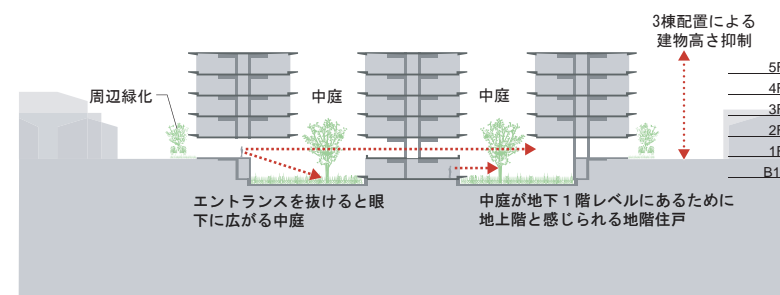 3棟配置による
建物高さ抑制
周辺緑化
中庭
中庭
5F
4F
3F
2F
1F
B1
エントランスを抜けると眼
下に広がる中庭
中庭が地下１階レベルにあるために
地上階と感じられる地階住戸